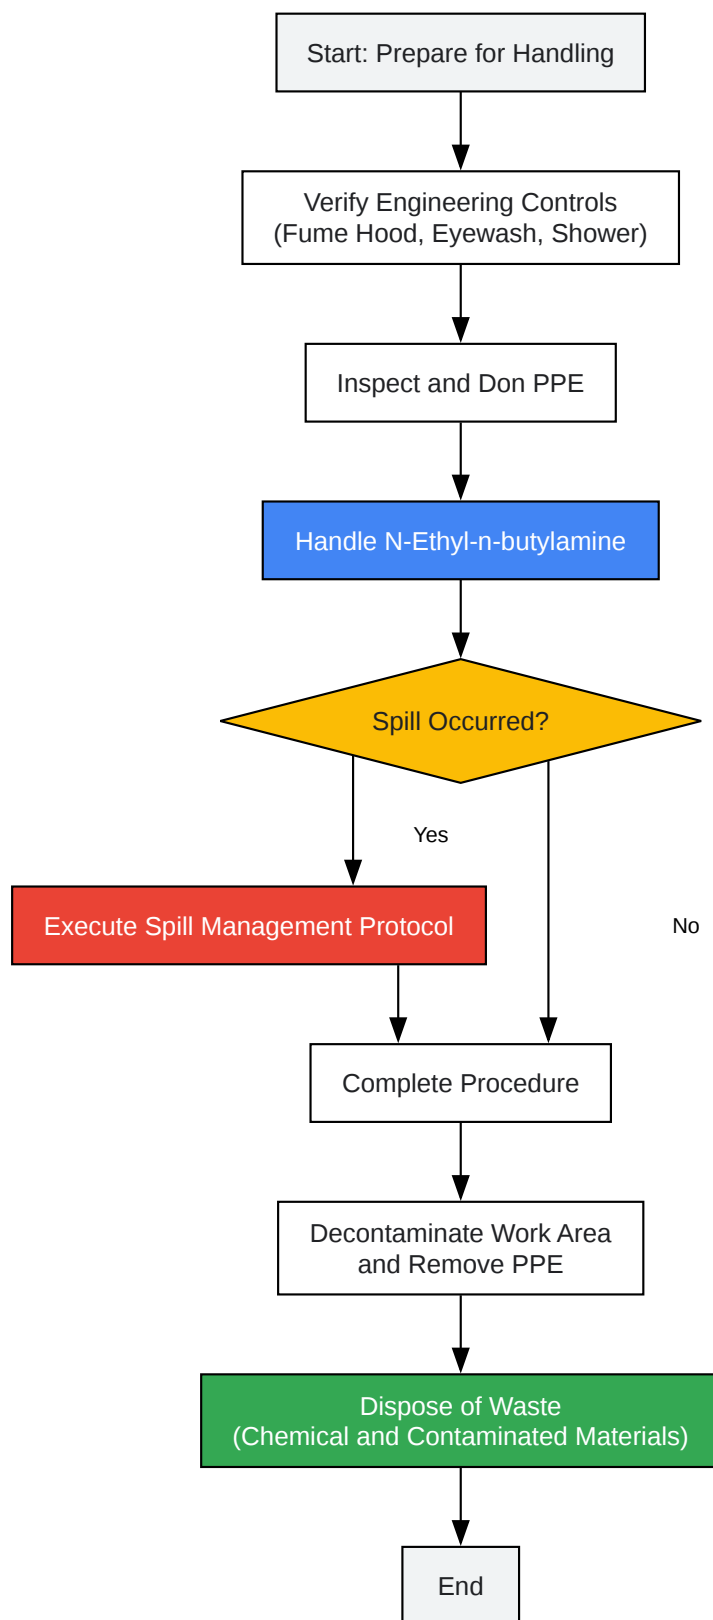 Start: Prepare for Handling
Verify Engineering Controls
(Fume Hood, Eyewash, Shower)
Inspect and Don PPE
Handle N-Ethyl-n-butylamine
Spill Occurred?
Yes
Execute Spill Management Protocol
No
Complete Procedure
Decontaminate Work Area
and Remove PPE
Dispose of Waste
(Chemical and Contaminated Materials)
End